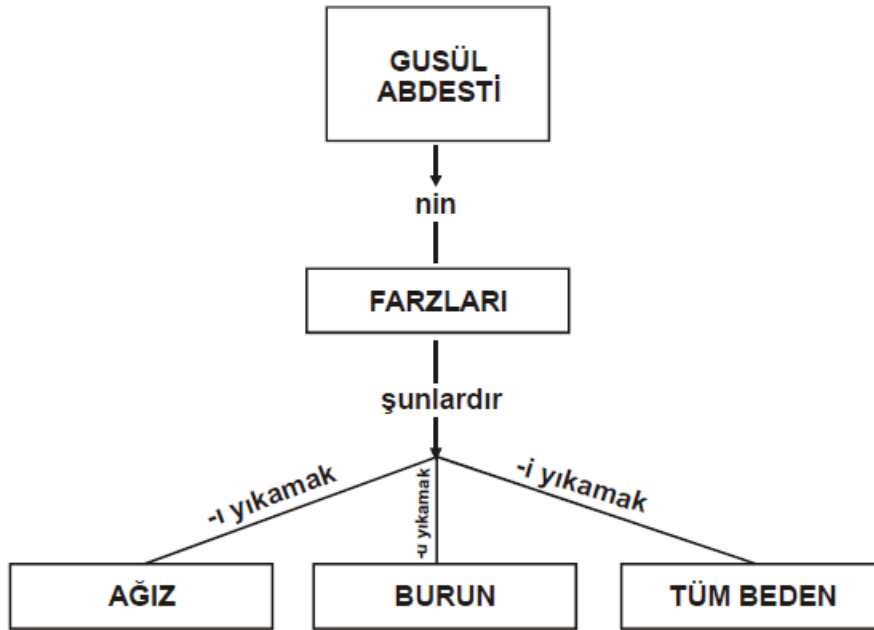 GUSÜL
ABDESTİ
nin
FARZLARI
şunlardır
-ı yıkamak
-u yıkamak
-i yıkamak
AĞIZ
BURUN
TÜM BEDEN